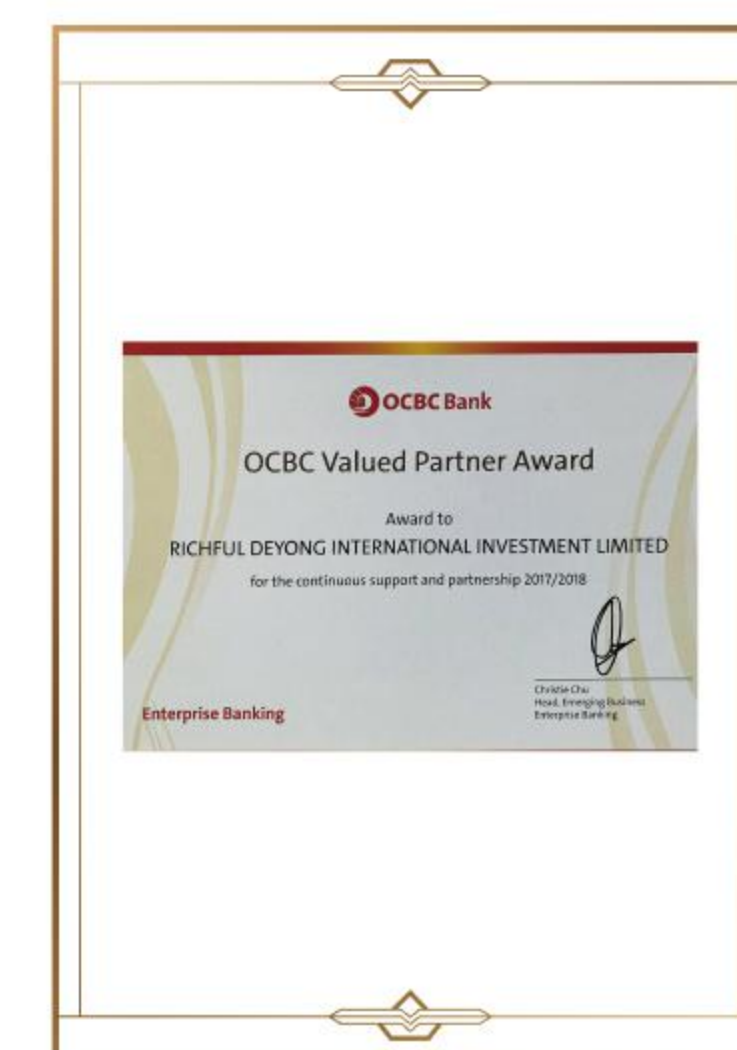 OCBC Bank
OCBC Valued Partner Award
Award to
RICHFUL DEYONG INTERNATIONAL INVESTMENT LIMITED
for the continuous support and partnership 2017/2018
Christie Chu
Head, Emerging Business
Enterprise Banking
Enterprise Banking